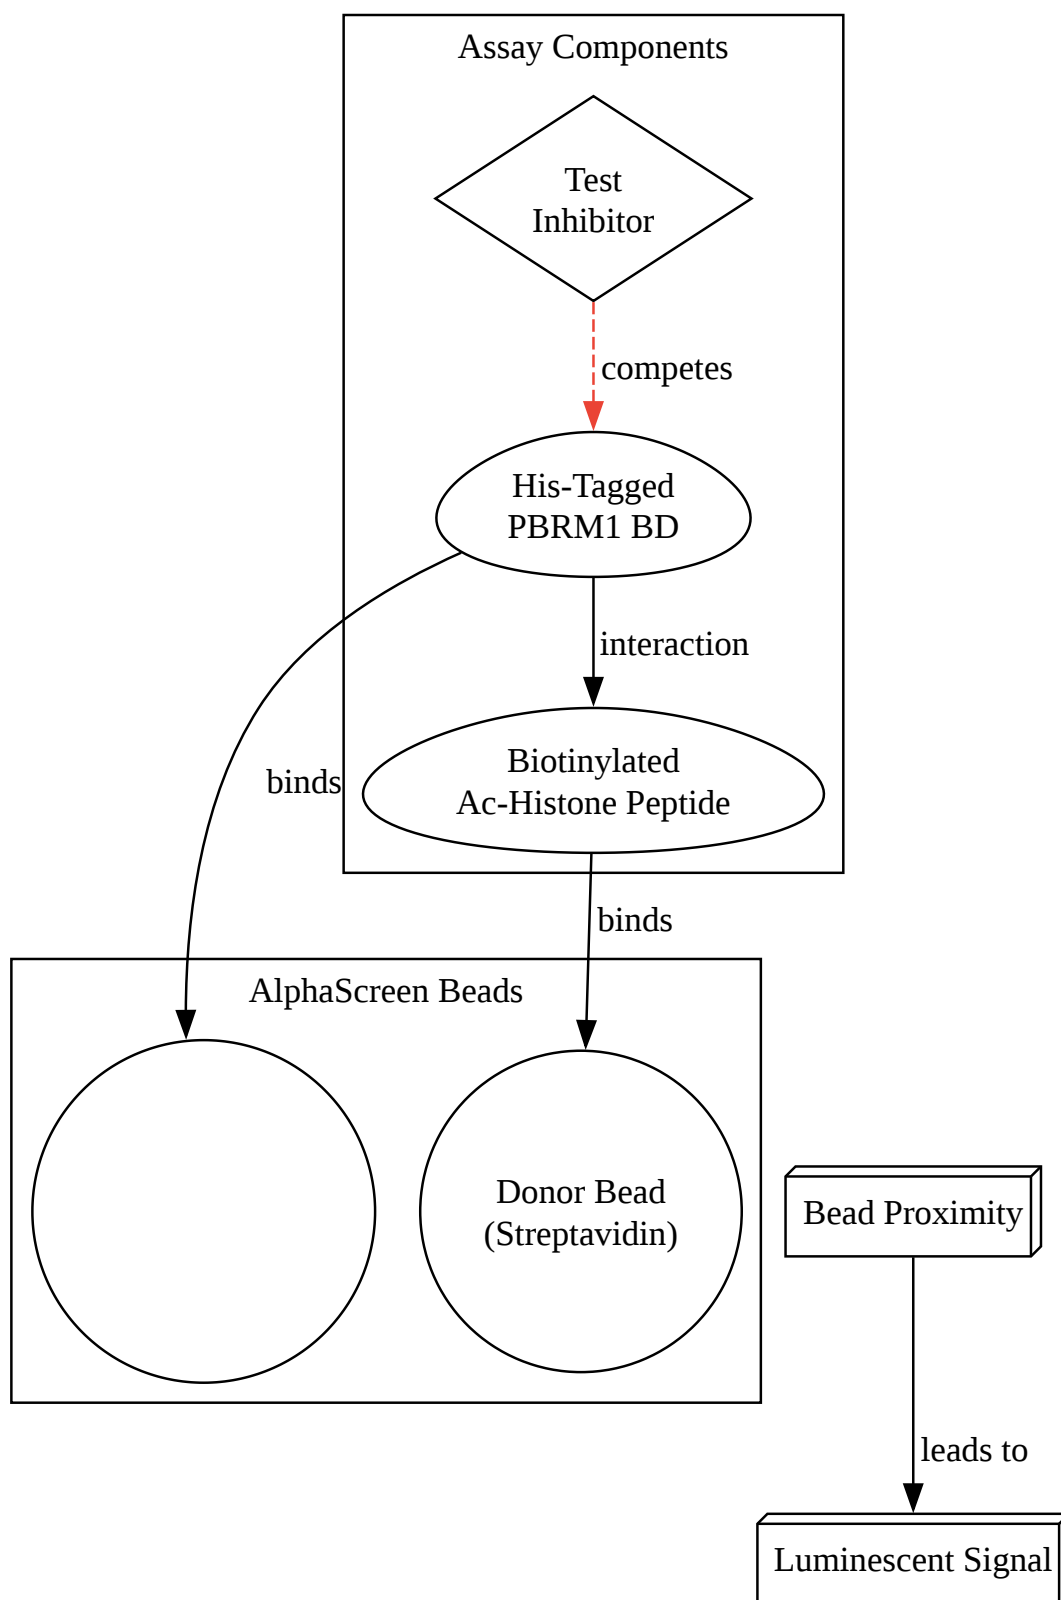 Assay Components
Test
Inhibitor
competes
His-Tagged
PBRM1 BD
interaction
Biotinylated
Ac-Histone Peptide
binds
binds
AlphaScreen Beads
Donor Bead
(Streptavidin)
Bead Proximity
leads to
Luminescent Signal